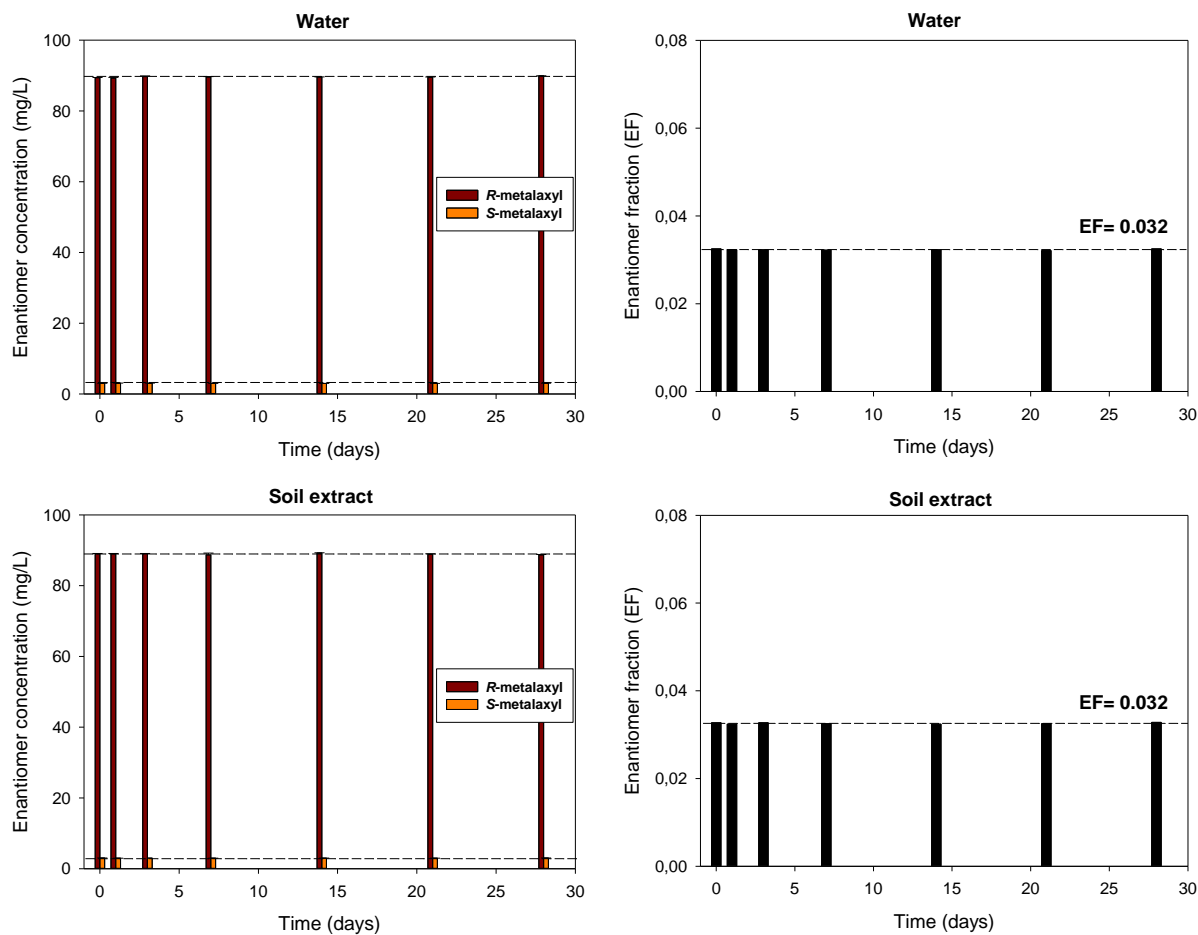 Water
Enantiomer concentration (mg/L)
100
80
60
40
20
0
R-metalaxyl
S-metalaxyl
0 5 10 15 20 25 30
Time (days)
Water
Enantiomer fraction (EF)
0,08
0,06
0,04
0,02
0,00
EF= 0.032
0 5 10 15 20 25 30
Time (days)
Soil extract
Enantiomer concentration (mg/L)
100
80
60
40
20
0
R-metalaxyl
S-metalaxyl
0 5 10 15 20 25 30
Time (days)
Soil extract
Enantiomer fraction (EF)
0,08
0,06
0,04
0,02
0,00
EF= 0.032
0 5 10 15 20 25 30
Time (days)